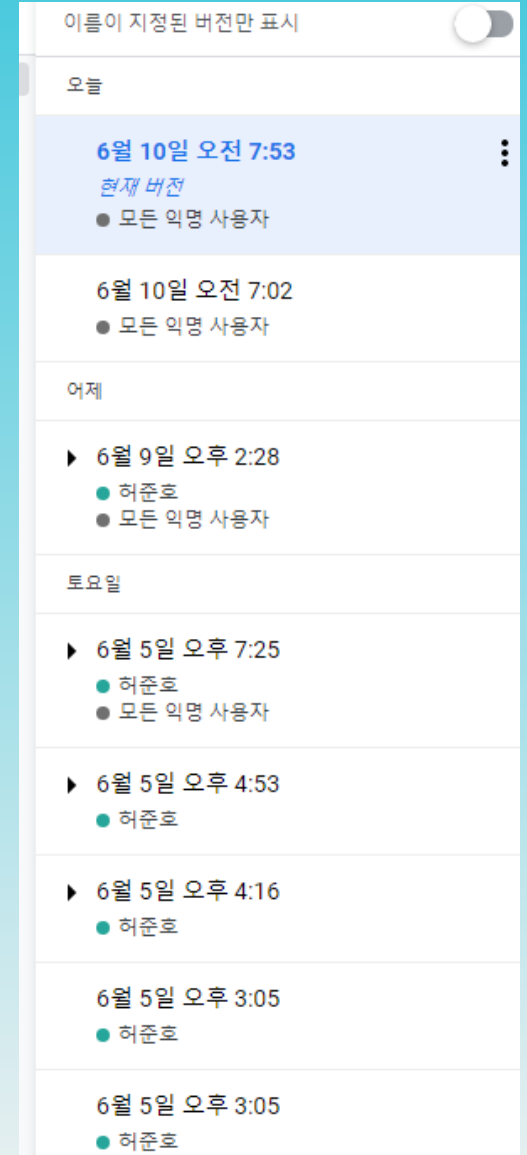 이름이 지정된 버전만 표시
오늘
6월 10일 오전 7:53
현재 버전
모든 익명 사용자
6월 10일 오전 7:02
모든 익명 사용자
어제
6월 9일 오후 2:28
허준호
모든 익명 사용자
토요일
6월 5일 오후 7:25
허준호
모든 익명 사용자
6월 5일 오후 4:53
허준호
6월 5일 오후 4:16
허준호
6월 5일 오후 3:05
허준호
6월 5일 오후 3:05
허준호